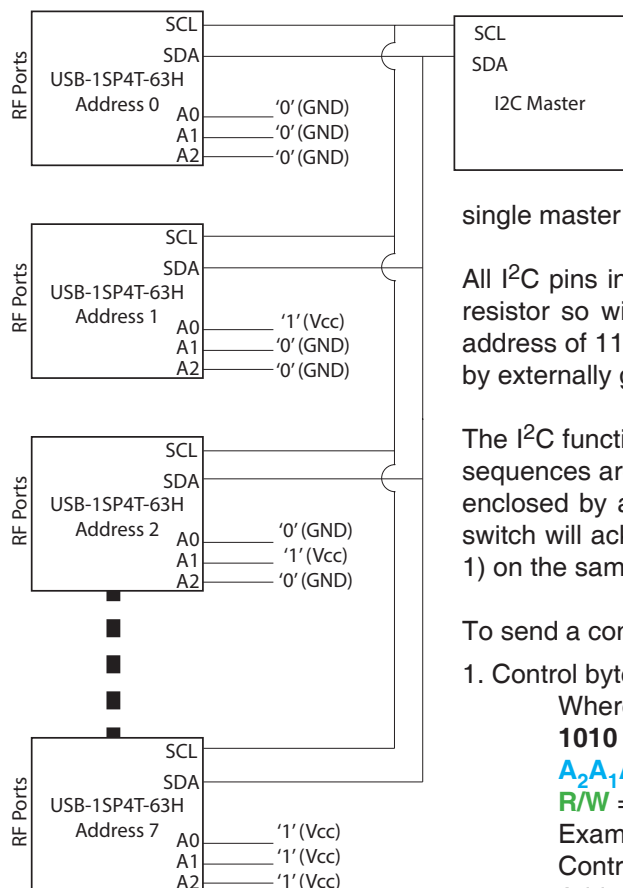 RF Ports
SCL
SDA
USB-1SP4T-63H
Address 0
A0
A1
A2
'0' (GND)
'0' (GND)
'0' (GND)
SCL
SDA
I2C Master
RF Ports
SCL
SDA
USB-1SP4T-63H
Address 1
A0
A1
A2
'1' (Vcc)
'0' (GND)
'0' (GND)
RF Ports
SCL
SDA
USB-1SP4T-63H
Address 2
A0
A1
A2
'0' (GND)
'1' (Vcc)
'0' (GND)
RF Ports
SCL
SDA
USB-1SP4T-63H
Address 7
A0
A1
A2
'1' (Vcc)
'1' (Vcc)
'1' (Vcc)
single master
All I2C pins in
resistor so wi
address of 11
by externally
The I2C functi
sequences ar
enclosed by a
switch will ac
1) on the sam
To send a co
1. Control byt
Where
1010
A2A1
R/W =
Exam
Contr